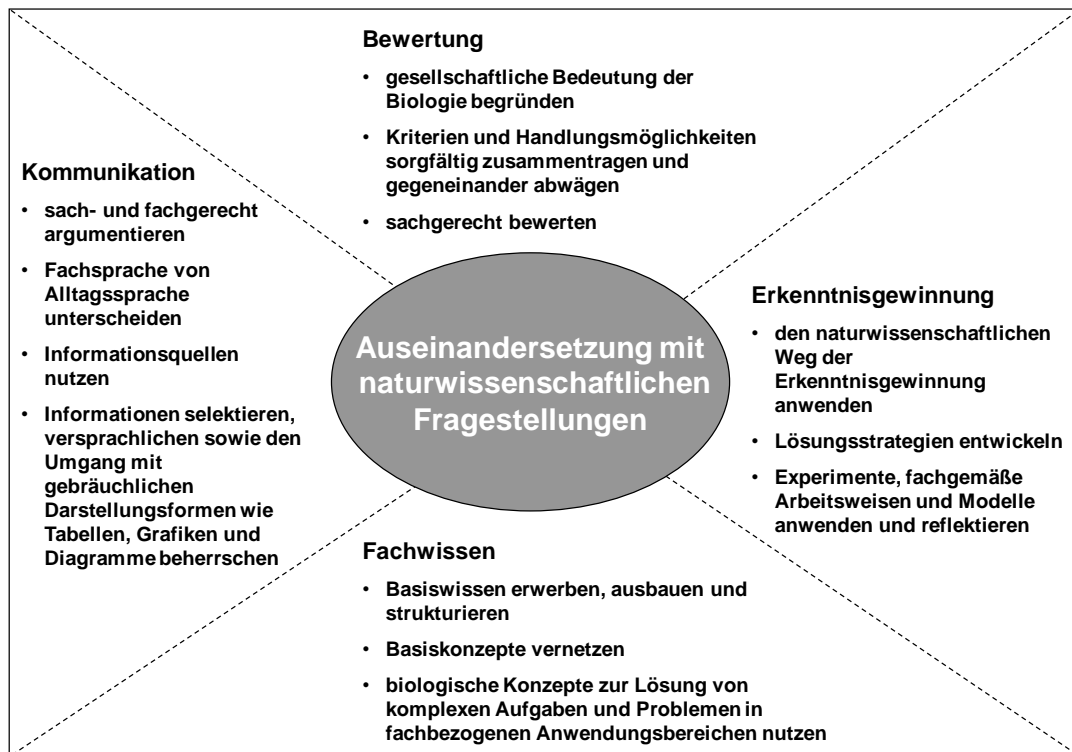 Bewertung
• gesellschaftliche Bedeutung der
Biologie begründen
• Kriterien und Handlungsmöglichkeiten
sorgfältig zusammentragen und
gegeneinander abwägen
• sachgerecht bewerten
Kommunikation
• sach- und fachgerecht
argumentieren
• Fachsprache von
Alltagssprache
unterscheiden
• Informationsquellen
nutzen
• Informationen selektieren,
versprachlichen sowie den
Umgang mit
gebräuchlichen
Darstellungsformen wie
Tabellen, Grafiken und
Diagramme beherrschen
Auseinandersetzung mit
naturwissenschaftlichen
Fragestellungen
Erkenntnisgewinnung
• den naturwissenschaftlichen
Weg der
Erkenntnisgewinnung
anwenden
• Lösungsstrategien entwickeln
• Experimente, fachgemäße
Arbeitsweisen und Modelle
anwenden und reflektieren
Fachwissen
• Basiswissen erwerben, ausbauen und
strukturieren
• Basiskonzepte vernetzen
• biologische Konzepte zur Lösung von
komplexen Aufgaben und Problemen in
fachbezogenen Anwendungsbereichen nutzen